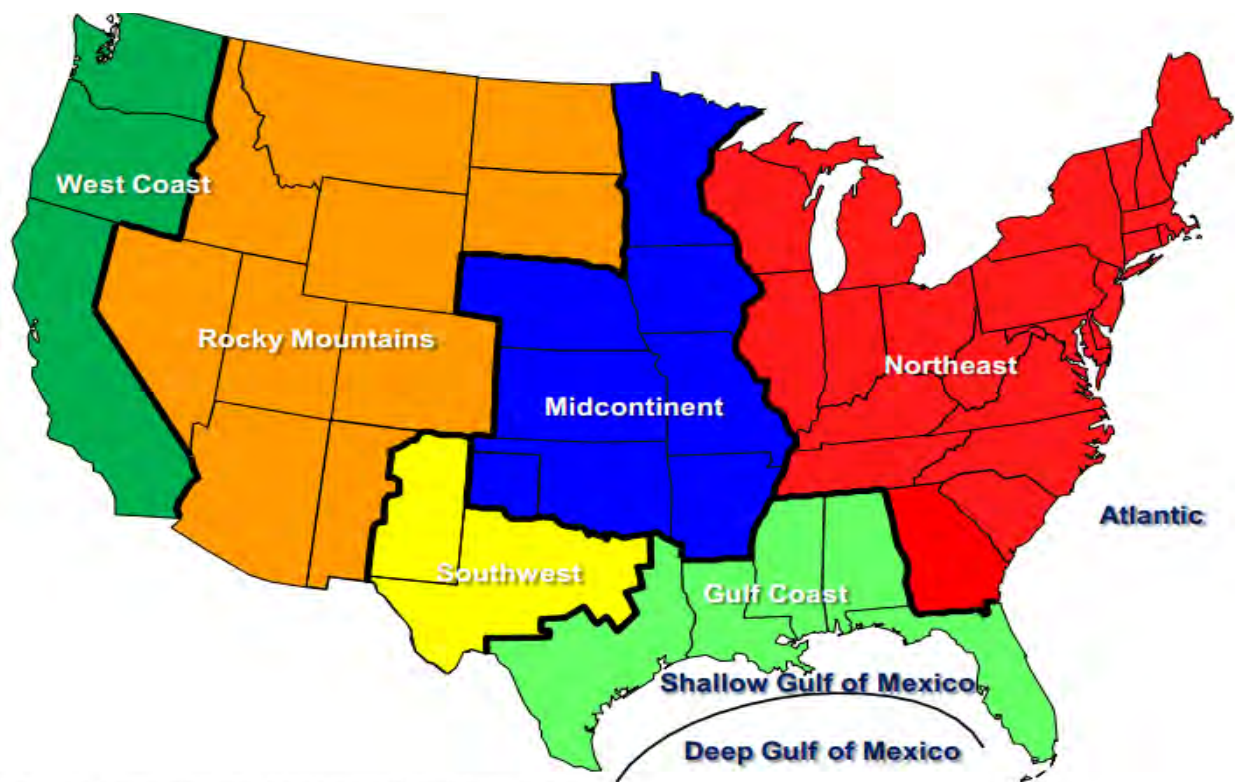 West Coast
Rocky Mountains
Northeast
Midcontinent
Atlantic
Southwest
Gulf Coast
Shallow Gulf of Mexico
Deep Gulf of Mexico